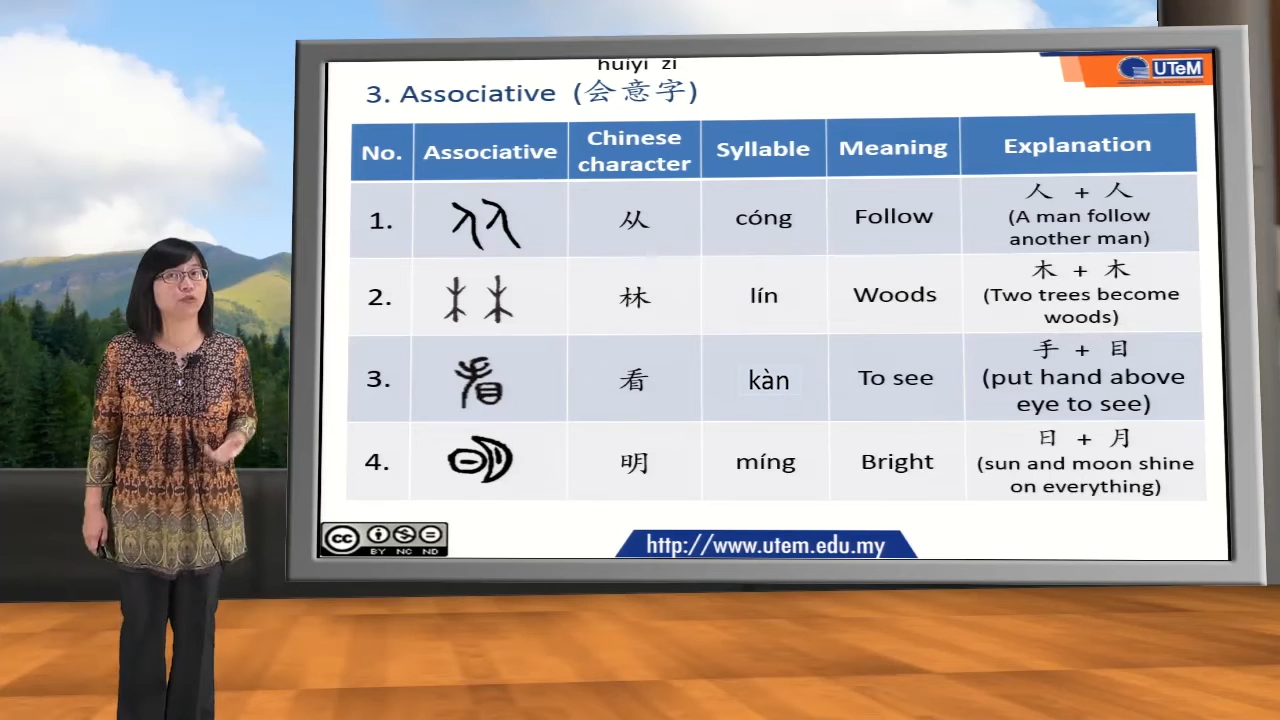 huìyì zì
3. Associative (会意字)
UTeM
No. Associative Chinese character Syllable Meaning Explanation
1. 从 cóng Follow 人 + 人
(A man follow
another man)
2. 林 lín Woods 木 + 木
(Two trees become
woods)
3. 看 kàn To see 手 + 目
(put hand above
eye to see)
4. 明 míng Bright 日 + 月
(sun and moon shine
on everything)
cc BY NC ND
http://www.utem.edu.my